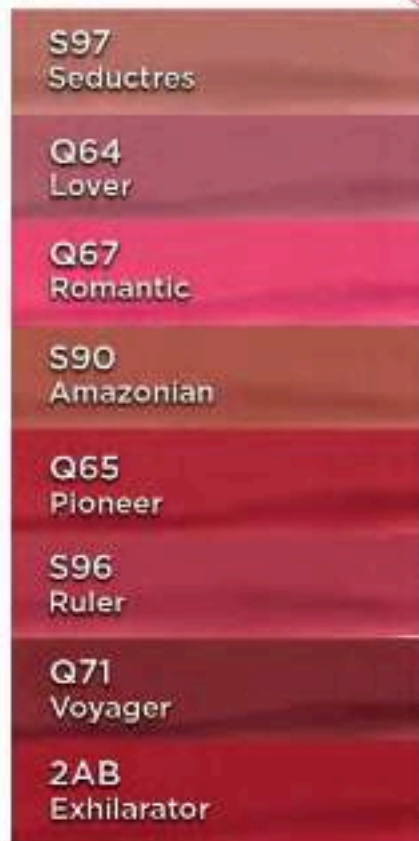 S97
Seductres
Q64
Lover
Q67
Romantic
S90
Amazonian
Q65
Pioneer
S96
Ruler
Q71
Voyager
2AB
Exhilarator